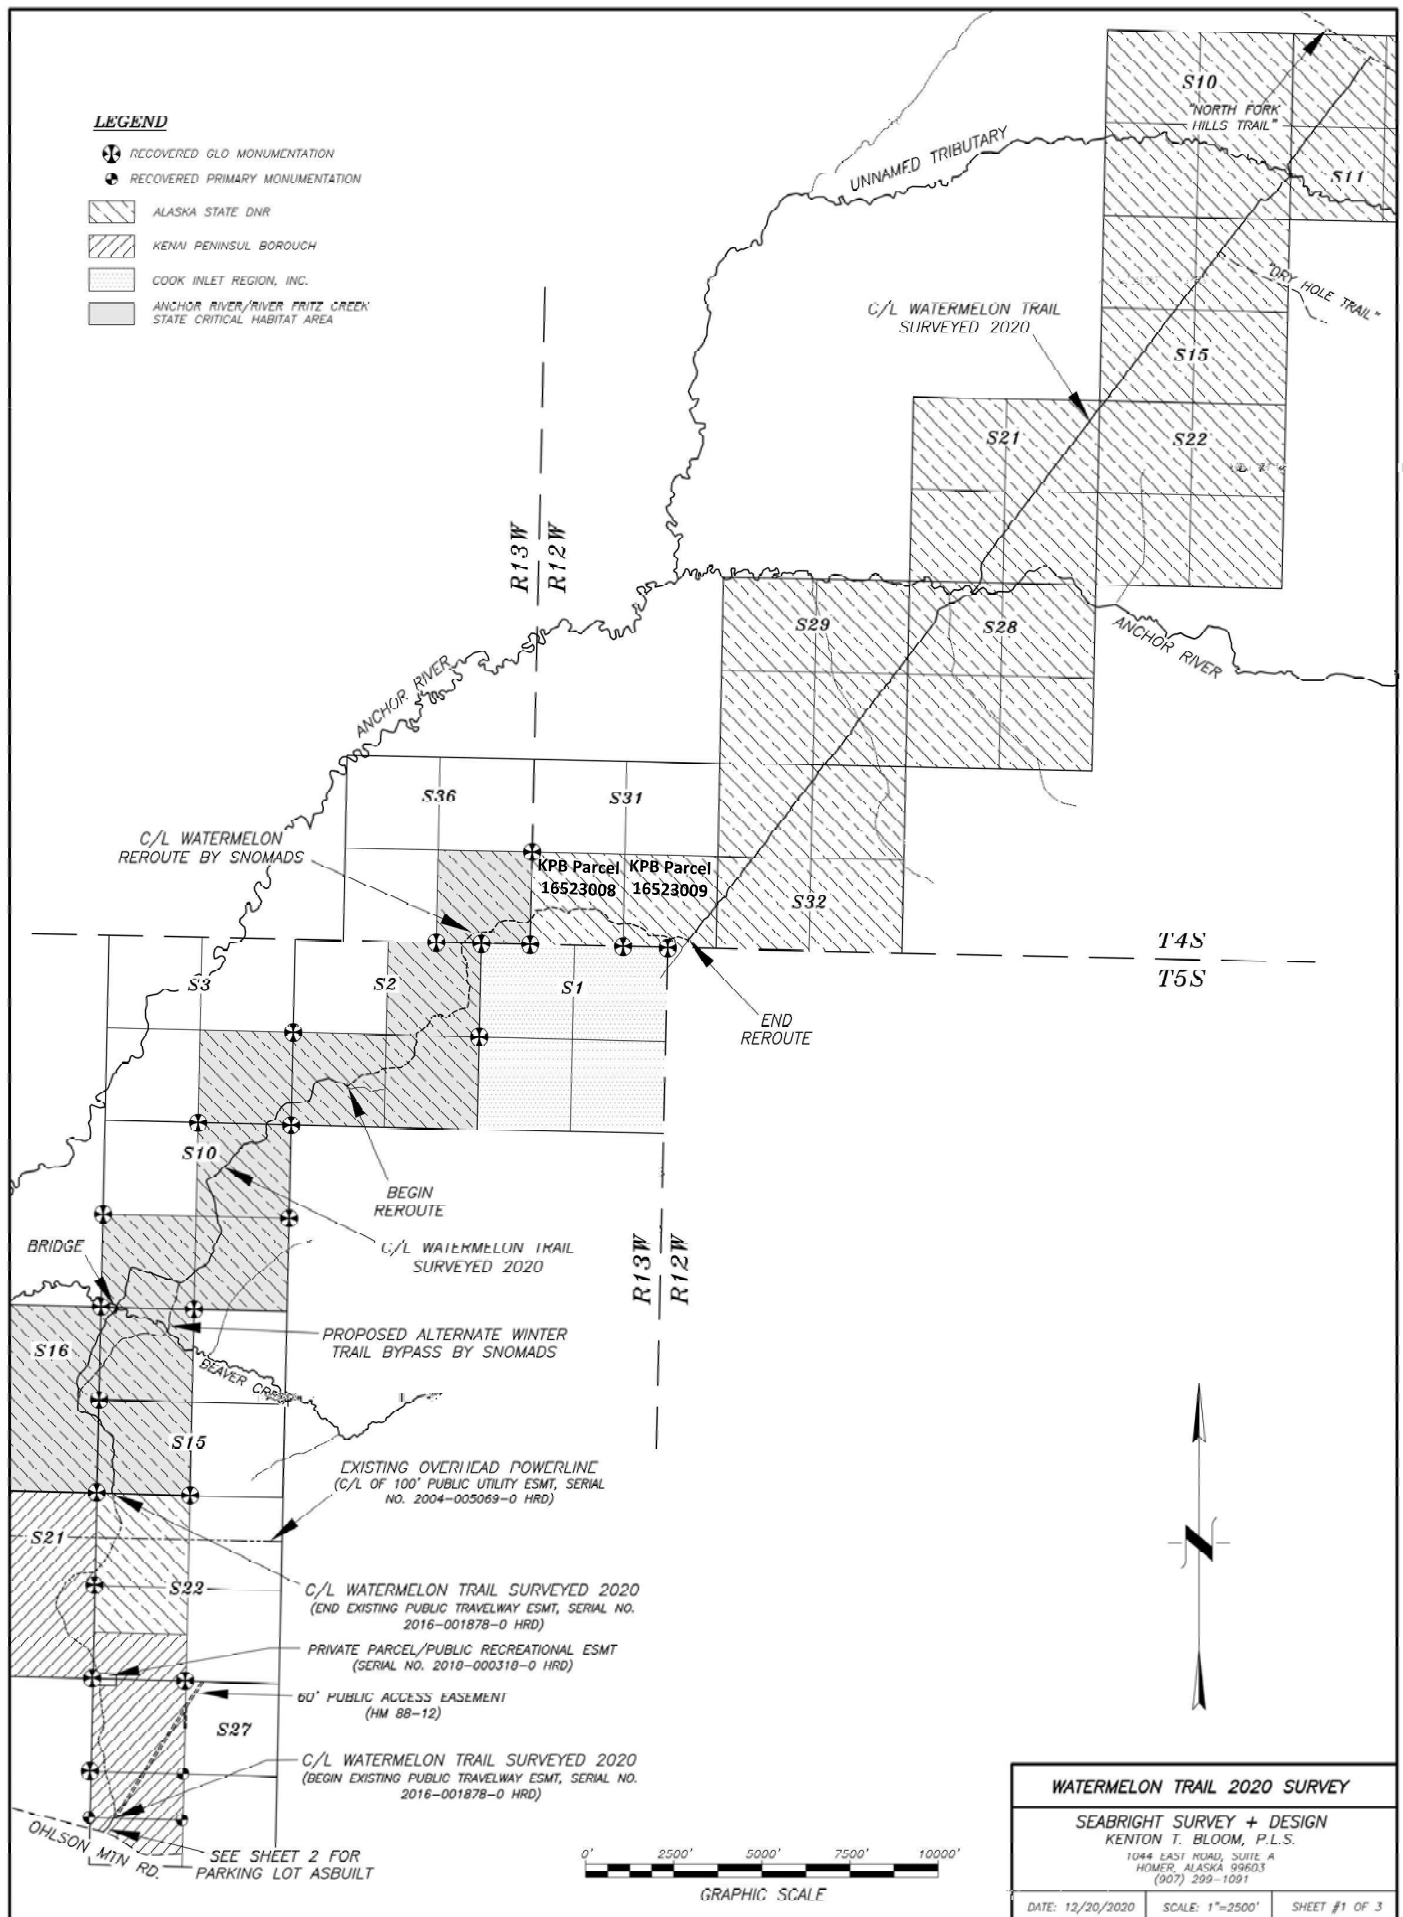 LEGEND
RECOVERED GLO MONUMENTATION
RECOVERED PRIMARY MONUMENTATION
ALASKA STATE DNR
KENAI PENINSUL BOROUCH
COOK INLET REGION, INC.
ANCHOR RIVER/RIVER FRITZ CREEK
STATE CRITICAL HABITAT AREA
S10
"NORTH FORK
HILLS TRAIL"
UNNAMED TRIBUTARY
S11
"DRY HOLE TRAIL"
C/L WATERMELON TRAIL
SURVEYED 2020
S15
S21
S22
R13W
R12W
S29
S28
ANCHOR RIVER
ANCHOR RIVER
S36
S31
C/L WATERMELON
REROUTE BY SNOMADS
KPB Parcel
16523008
KPB Parcel
16523009
S32
T4S
T5S
S3
S2
S1
END
REROUTE
S10
BEGIN
REROUTE
BRIDGE
C/L WATERMELON TRAIL
SURVEYED 2020
R13W
R12W
PROPOSED ALTERNATE WINTER
TRAIL BYPASS BY SNOMADS
S16
BEAVER CREEK
S15
EXISTING OVERHEAD POWERLINE
(C/L OF 100' PUBLIC UTILITY ESMT, SERIAL
NO. 2004-005069-0 HRD)
S21
S22
C/L WATERMELON TRAIL SURVEYED 2020
(END EXISTING PUBLIC TRAVELWAY ESMT, SERIAL NO.
2016-001878-0 HRD)
PRIVATE PARCEL/PUBLIC RECREATIONAL ESMT
(SERIAL NO. 2018-000318-0 HRD)
60' PUBLIC ACCESS EASEMENT
(HM 88-12)
S27
C/L WATERMELON TRAIL SURVEYED 2020
(BEGIN EXISTING PUBLIC TRAVELWAY ESMT, SERIAL NO.
2016-001878-0 HRD)
OHLSON MTN RD.
SEE SHEET 2 FOR
PARKING LOT ASBUILT
N
0' 2500' 5000' 7500' 10000'
GRAPHIC SCALE
WATERMELON TRAIL 2020 SURVEY
SEABRIGHT SURVEY + DESIGN
KENTON T. BLOOM, P.L.S.
1044 EAST ROAD, SUITE A
HOMER, ALASKA 99603
(907) 299-1091
DATE: 12/20/2020 SCALE: 1"=2500' SHEET #1 OF 3